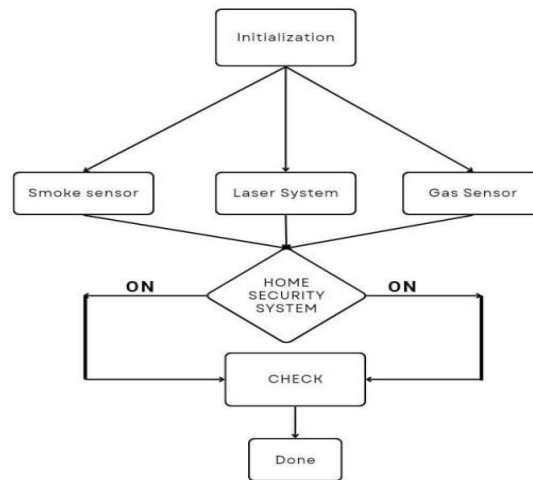 Initialization
Smoke sensor
Laser System
Gas Sensor
ON
HOME
SECURITY
SYSTEM
ON
CHECK
Done